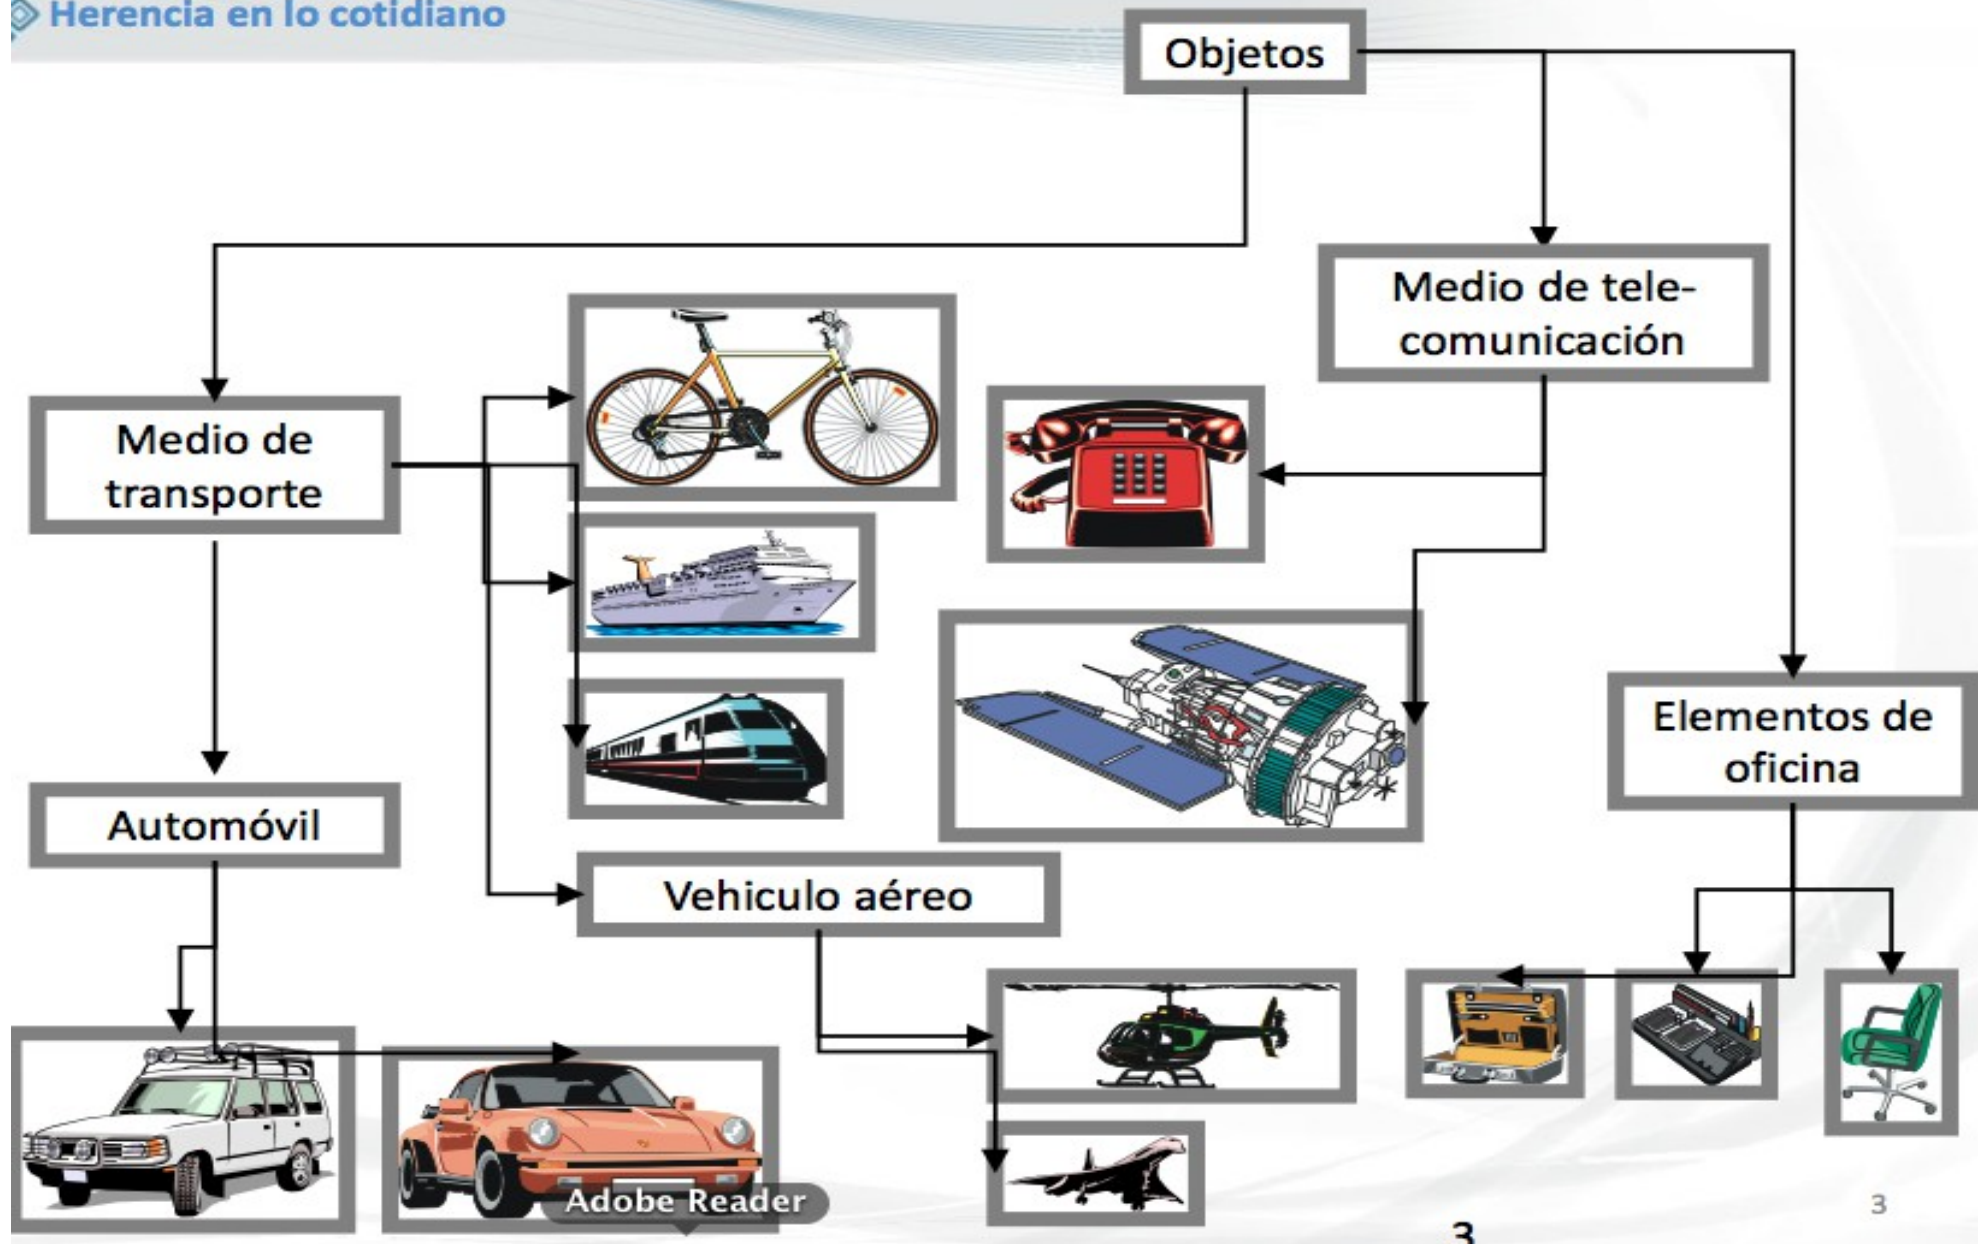 Herencia en lo cotidiano
Objetos
Medio de tele-
comunicación
Medio de
transporte
Elementos de
oficina
Automóvil
Vehiculo aéreo
Adobe Reader
3
3